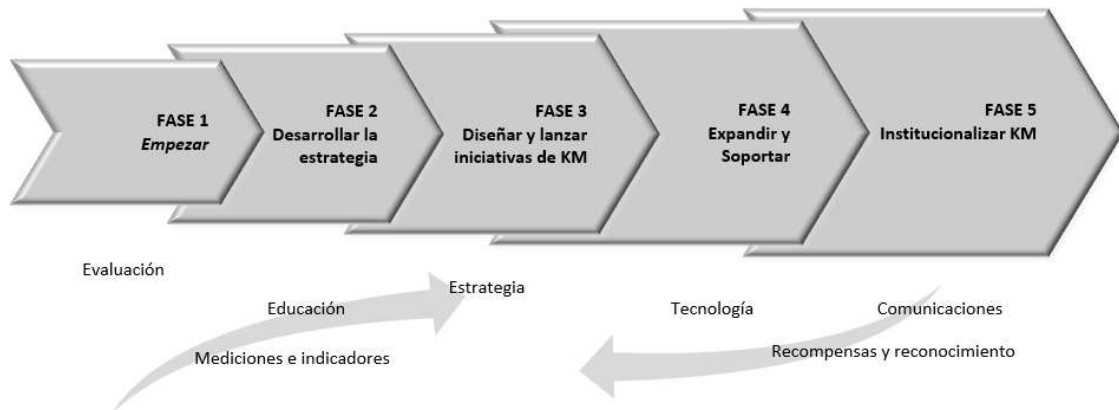 FASE 1
Empezar
FASE 2
Desarrollar la
estrategia
FASE 3
Diseñar y lanzar
iniciativas de KM
FASE 4
Expandir y
Soportar
FASE 5
Institucionalizar KM
Evaluación
Estrategia
Educación
Tecnología
Comunicaciones
Mediciones e indicadores
Recompensas y reconocimiento